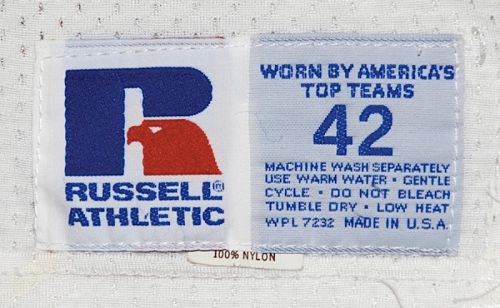 RUSSELL®
ATHLETIC
WORN BY AMERICA'S
TOP TEAMS
42
MACHINE WASH SEPARATELY
USE WARM WATER • GENTLE
CYCLE • DO NOT BLEACH
TUMBLE DRY • LOW HEAT
WPL 7232 MADE IN U.S.A.
100% NYLON